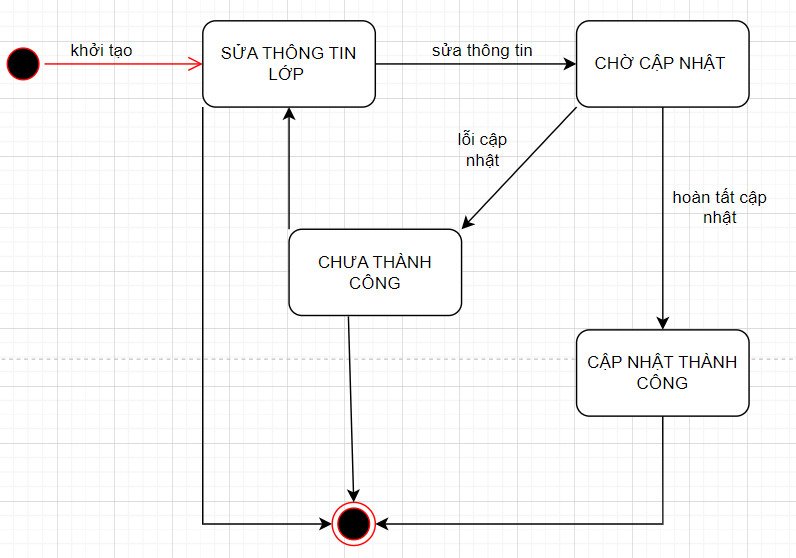 khởi tạo
SỬA THÔNG TIN
LỚP
sửa thông tin
CHỜ CẬP NHẬT
lỗi cập
nhật
hoàn tất cập
nhật
CHƯA THÀNH
CÔNG
CẬP NHẬT THÀNH
CÔNG